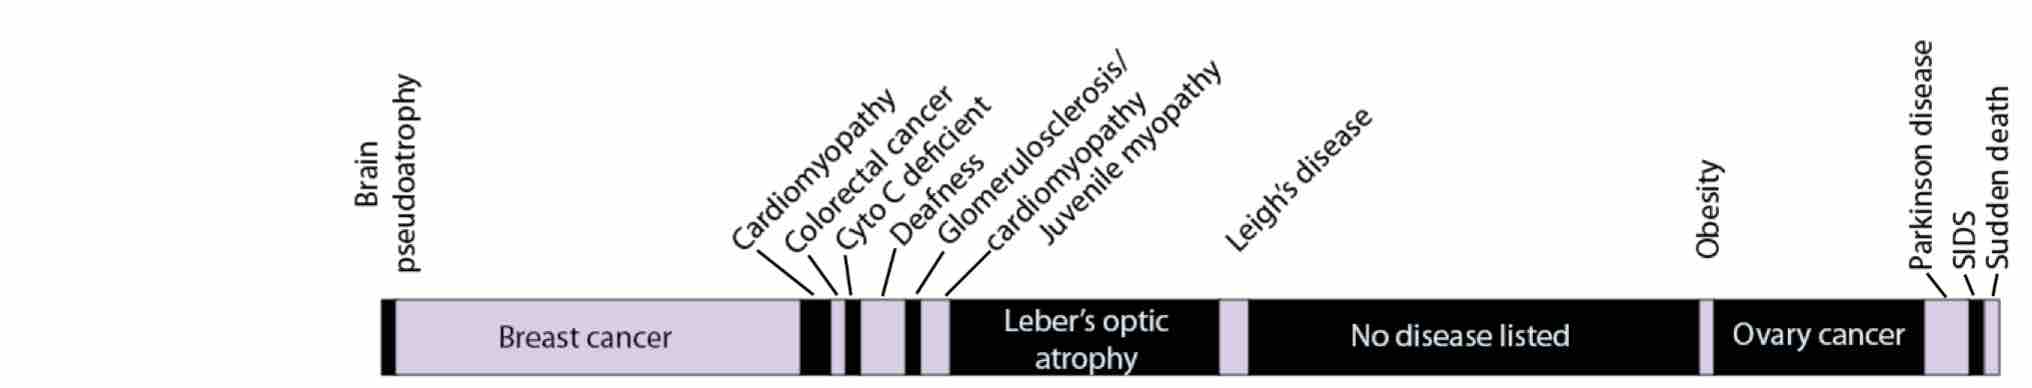 Brain
pseudoatrophy
Breast cancer
Cardiomyopathy
Colorectal cancer
Cyto C deficient
Deafness
Glomerulosclerosis/
cardiomyopathy
Juvenile myopathy
Leber's optic
atrophy
Leigh's disease
No disease listed
Obesity
Ovary cancer
Parkinson disease
SIDS
Sudden death